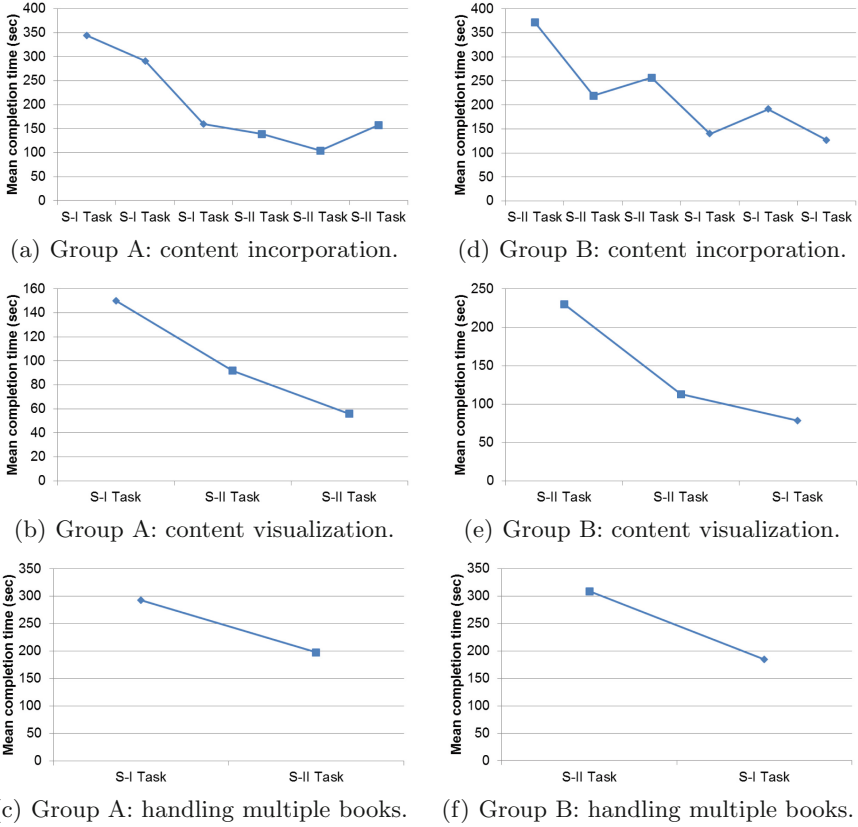 Mean completion time (sec)
400
350
300
250
200
150
100
50
0
S-I Task S-I Task S-I Task S-II Task S-II Task S-II Task
(a) Group A: content incorporation.
Mean completion time (sec)
400
350
300
250
200
150
100
50
0
S-II Task S-II Task S-II Task S-I Task S-I Task S-I Task
(d) Group B: content incorporation.
Mean completion time (sec)
160
140
120
100
80
60
40
20
0
S-I Task S-II Task S-II Task
(b) Group A: content visualization.
Mean completion time (sec)
250
200
150
100
50
0
S-II Task S-II Task S-I Task
(e) Group B: content visualization.
Mean completion time (sec)
350
300
250
200
150
100
50
0
S-I Task S-II Task
c) Group A: handling multiple books.
Mean completion time (sec)
350
300
250
200
150
100
50
0
S-II Task S-I Task
(f) Group B: handling multiple books.